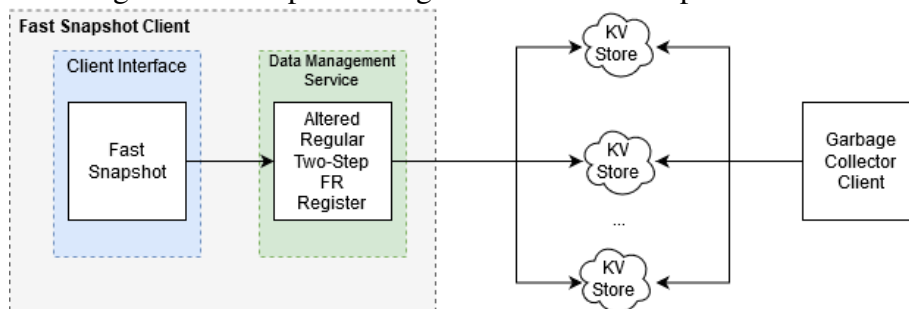 Fast Snapshot Client
Client Interface
Data Management
Service
Fast
Snapshot
Altered
Regular
Two-Step
FR
Register
KV
Store
KV
Store
...
KV
Store
Garbage
Collector
Client